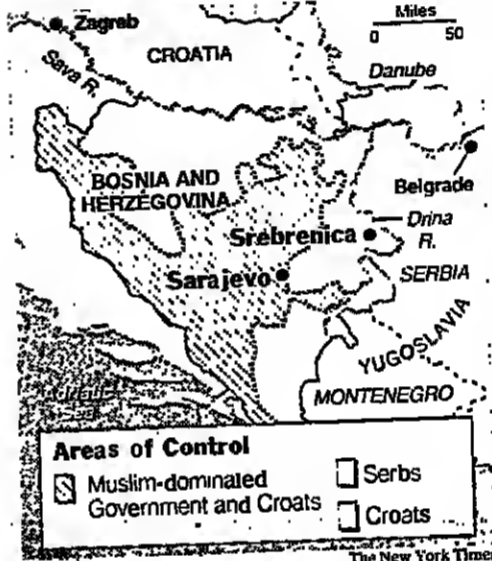 Zagreb
Miles
0 50
CROATIA
Sava R.
Danube
BOSNIA AND
HERZEGOVINA
Belgrade
Drina
R.
Srebrenica
Sarajevo
SERBIA
YUGOSLAVIA
MONTENEGRO
Areas of Control
Muslim-dominated
Government and Croats
Serbs
Croats
The New York Times